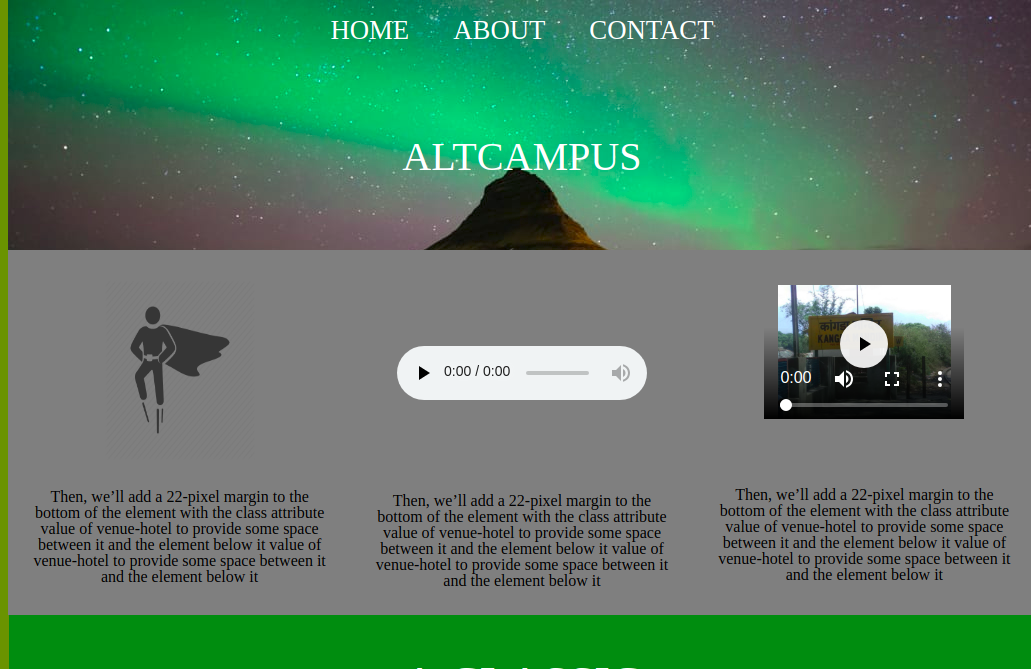 HOME ABOUT CONTACT
ALTCAMPUS
0:00 / 0:00
0:00
Then, we’ll add a 22-pixel margin to the
bottom of the element with the class attribute
value of venue-hotel to provide some space
between it and the element below it value of
venue-hotel to provide some space between it
and the element below it
Then, we’ll add a 22-pixel margin to the
bottom of the element with the class attribute
value of venue-hotel to provide some space
between it and the element below it value of
venue-hotel to provide some space between it
and the element below it
Then, we’ll add a 22-pixel margin to the
bottom of the element with the class attribute
value of venue-hotel to provide some space
between it and the element below it value of
venue-hotel to provide some space between it
and the element below it